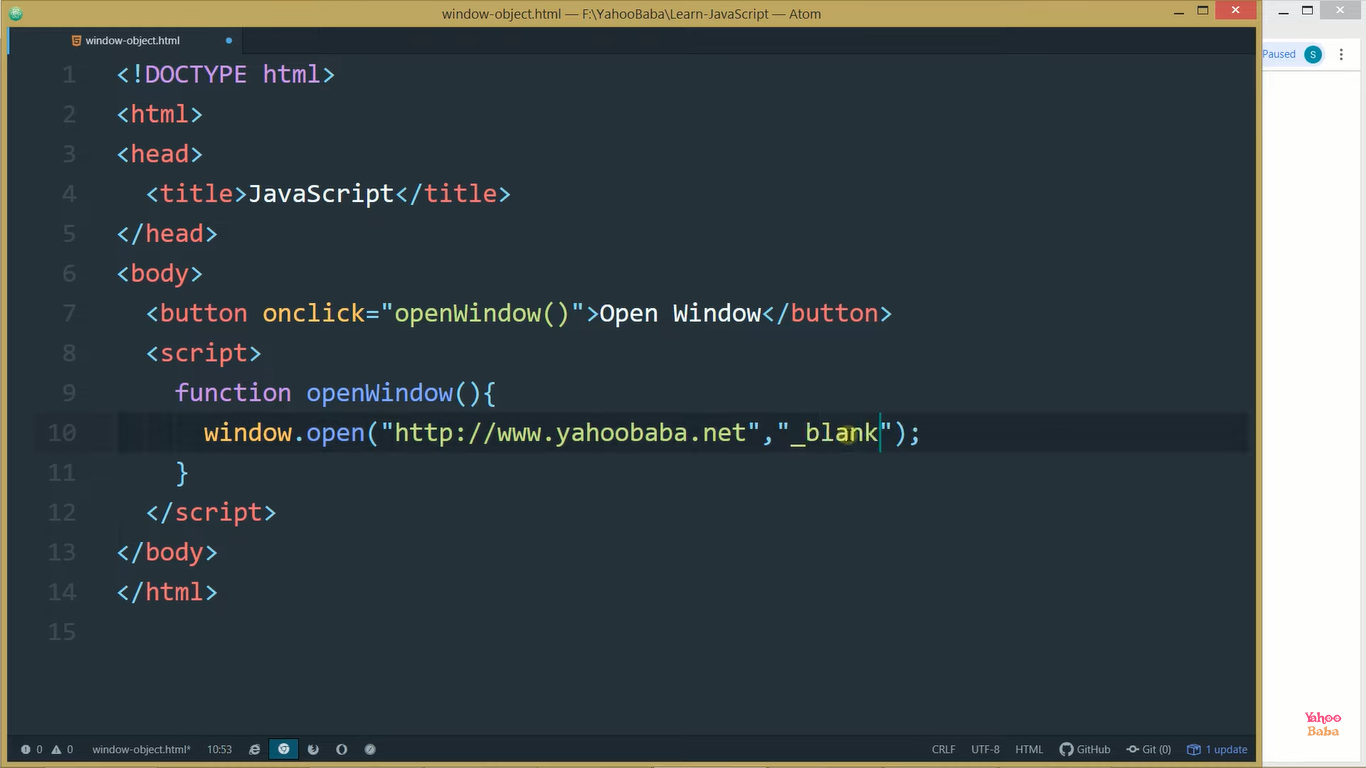 window-object.html — F:\YahooBaba\Learn-JavaScript — Atom
window-object.html
Paused S
1 <!DOCTYPE html>
2 <html>
3 <head>
4 <title>JavaScript</title>
5 </head>
6 <body>
7 <button onclick="openWindow()">Open Window</button>
8 <script>
9 function openWindow(){
10 window.open("http://www.yahoobaba.net","_blank");
11 }
12 </script>
13 </body>
14 </html>
15
Yahoo
Baba
0 0 window-object.html* 10:53 CRLF UTF-8 HTML GitHub Git (0) 1 update